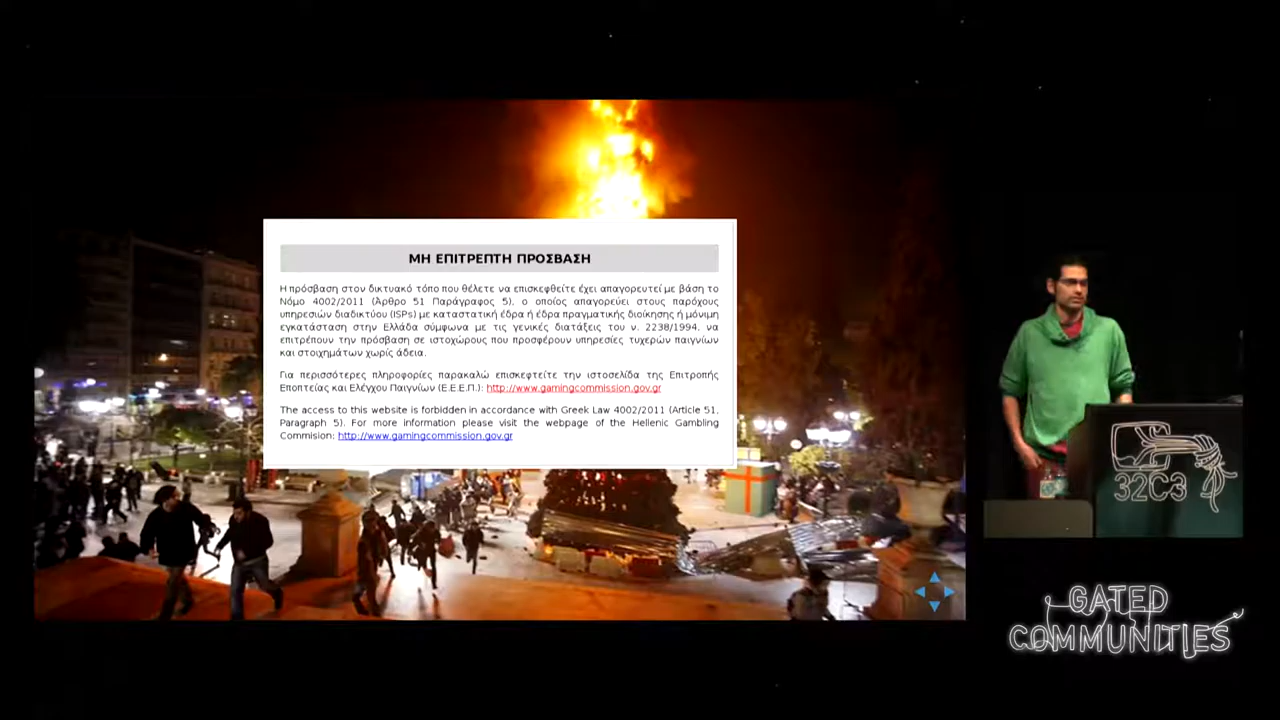 ΜΗ ΕΠΙΤΡΕΠΤΗ ΠΡΟΣΒΑΣΗ
Η πρόσβαση στον δικτυακό τόπο που θέλετε να επισκεφθείτε έχει απαγορευτεί με βάση το
Νόμο 4002/2011 (Άρθρο 51 Παράγραφος 5), ο οποίος απαγορεύει στους παρόχους
υπηρεσιών διαδικτύου (ISPs) με καταστατική έδρα ή έδρα πραγματικής διοίκησης ή μόνιμη
εγκατάσταση στην Ελλάδα σύμφωνα με τις γενικές διατάξεις του ν. 2238/1994, να
επιτρέπουν την πρόσβαση σε ιστοχώρους που προσφέρουν υπηρεσίες τυχερών παιγνίων
και στοιχημάτων χωρίς άδεια.
Για περισσότερες πληροφορίες παρακαλώ επισκεφτείτε την ιστοσελίδα της Επιτροπής
Εποπτείας και Ελέγχου Παιγνίων (Ε.Ε.Ε.Π.): http://www.gamingcommission.gov.gr
The access to this website is forbidden in accordance with Greek Law 4002/2011 (Article 51,
Paragraph 5). For more information please visit the webpage of the Hellenic Gambling
Commision: http://www.gamingcommission.gov.gr
32C3
GATED
COMMUNITIES